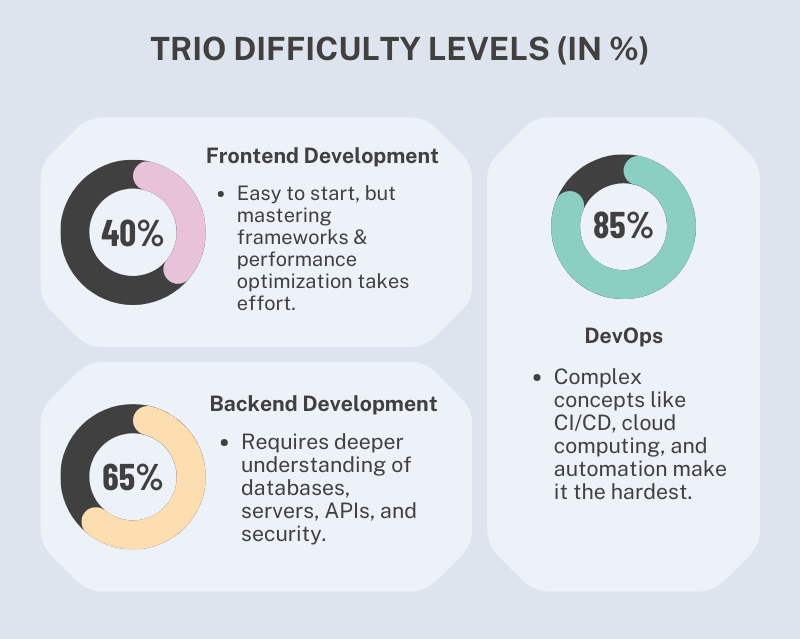 TRIO DIFFICULTY LEVELS (IN %)
40%
Frontend Development
• Easy to start, but
mastering
frameworks &
performance
optimization takes
effort.
65%
Backend Development
• Requires deeper
understanding of
databases,
servers, APIs, and
security.
85%
DevOps
• Complex
concepts like
CI/CD, cloud
computing, and
automation make
it the hardest.